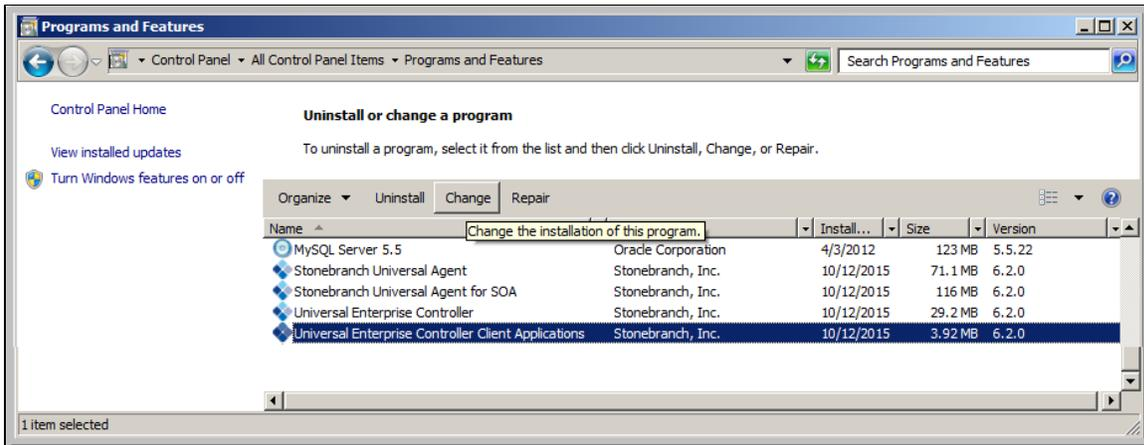 Programs and Features
Control Panel All Control Panel Items Programs and Features Search Programs and Features
Control Panel Home
Uninstall or change a program
View installed updates To uninstall a program, select it from the list and then click Uninstall, Change, or Repair.
Turn Windows features on or off
Organize Uninstall Change Repair
Name Change the installation of this program. Install... Size Version
MySQL Server 5.5 Oracle Corporation 4/3/2012 123 MB 5.5.22
Stonebranch Universal Agent Stonebranch, Inc. 10/12/2015 71.1 MB 6.2.0
Stonebranch Universal Agent for SOA Stonebranch, Inc. 10/12/2015 116 MB 6.2.0
Universal Enterprise Controller Stonebranch, Inc. 10/12/2015 29.2 MB 6.2.0
Universal Enterprise Controller Client Applications Stonebranch, Inc. 10/12/2015 3.92 MB 6.2.0
1 item selected